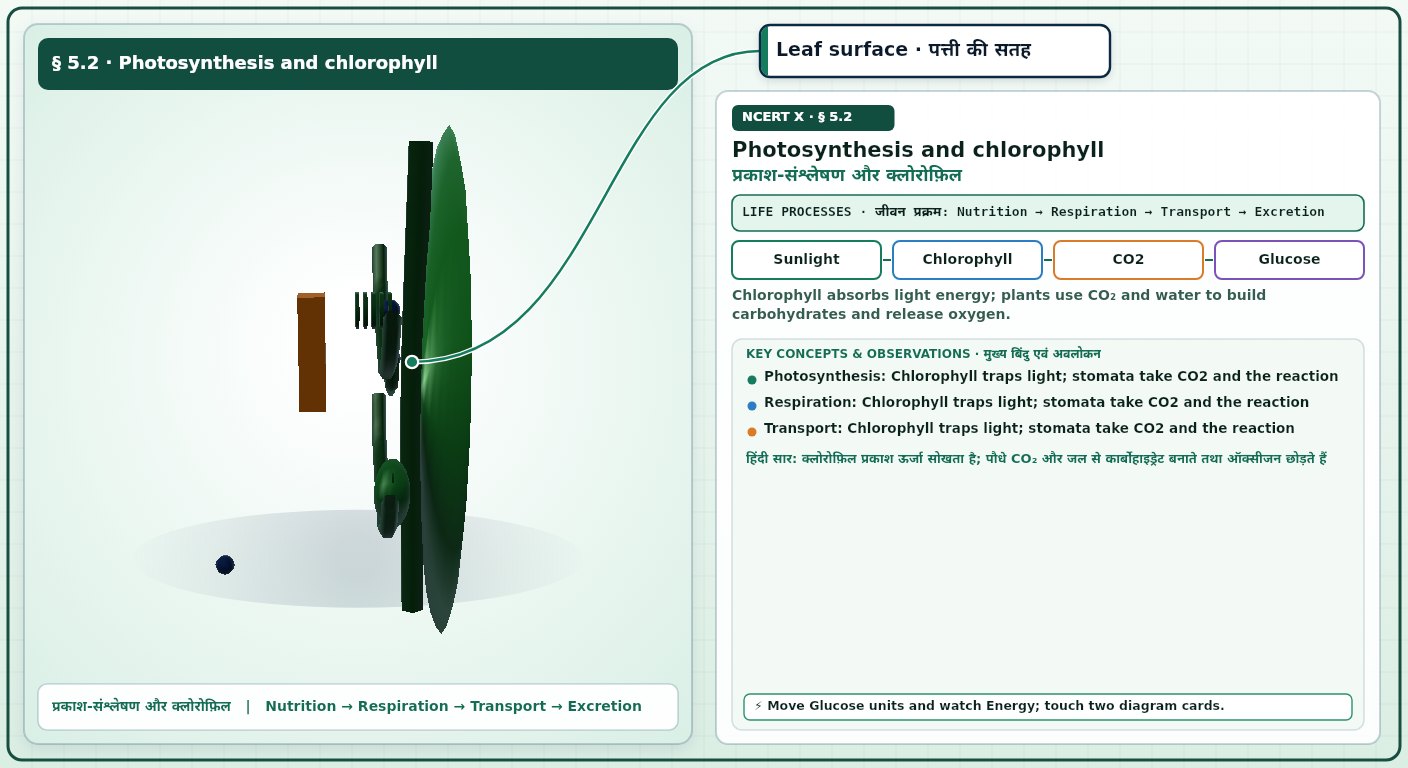 § 5.2 · Photosynthesis and chlorophyll
Leaf surface · पत्ती की सतह
NCERT X · § 5.2
Photosynthesis and chlorophyll
प्रकाश-संश्लेषण और क्लोरोफ़िल
LIFE PROCESSES · जीवन प्रक्रम: Nutrition → Respiration → Transport → Excretion
Sunlight Chlorophyll CO2 Glucose
Chlorophyll absorbs light energy; plants use CO₂ and water to build
carbohydrates and release oxygen.
KEY CONCEPTS & OBSERVATIONS · मुख्य बिंदु एवं अवलोकन
Photosynthesis: Chlorophyll traps light; stomata take CO2 and the reaction
Respiration: Chlorophyll traps light; stomata take CO2 and the reaction
Transport: Chlorophyll traps light; stomata take CO2 and the reaction
हिंदी सार: क्लोरोफ़िल प्रकाश ऊर्जा सोखता है; पौधे CO₂ और जल से कार्बोहाइड्रेट बनाते तथा ऑक्सीजन छोड़ते हैं
⚡ Move Glucose units and watch Energy; touch two diagram cards.
प्रकाश-संश्लेषण और क्लोरोफ़िल | Nutrition → Respiration → Transport → Excretion